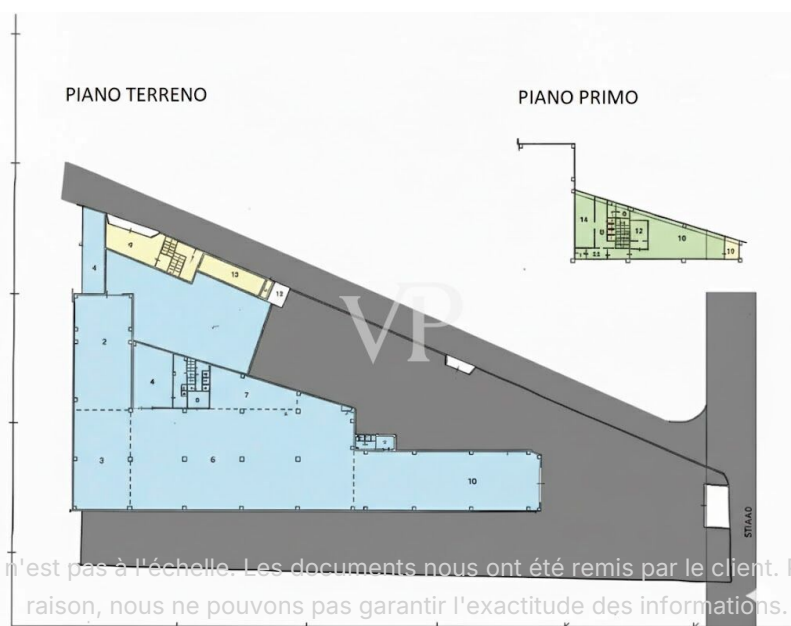 PIANO TERRENO
PIANO PRIMO
14
D
12
U
10
10
9
13
4
13
VP
2
4
7
D
3
6
10
STRADA
n'est pas à l'échelle. Les documents nous ont été remis par le client. P
raison, nous ne pouvons pas garantir l'exactitude des informations.